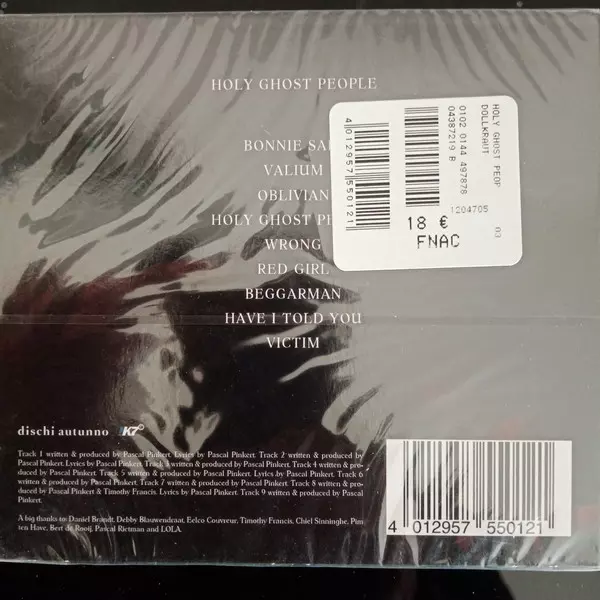 HOLY GHOST PEOPLE
BONNIE
VALIUM
OBLIVIAN
HOLY GHOST
WRONG
RED GIRL
BEGGARMAN
HAVE I TOLD YOU
VICTIM
HOLY GHOST PEOP 03
DOLLKRAUT
0102 0144 497878
04387219 B
4 012957 550121
1204705
18 €
FNAC
dischi autunno !K7
Track 1 written & produced by Pascal Pinkert. Lyrics by Pascal Pinkert. Track 2 written & produced by
Pascal Pinkert. Lyrics by Pascal Pinkert. Track 3 written & produced by Pascal Pinkert. Track 4 written & pro-
duced by Pascal Pinkert. Track 5 written & produced by Pascal Pinkert. Lyrics by Pascal Pinkert. Track 6
written & produced by Pascal Pinkert. Track 7 written & produced by Pascal Pinkert. Track 8 written & pro-
duced by Pascal Pinkert & Timothy Francis. Lyrics by Pascal Pinkert. Track 9 written & produced by Pascal
Pinkert.
A big thanks to: Daniel Brandt, Debby Blauwendraat, Eelco Couvreur, Timothy Francis, Chiel Sinninghe, Pim
ten Have, Bert de Rooij, Pascal Rietman and LOLA.
4 012957 550121